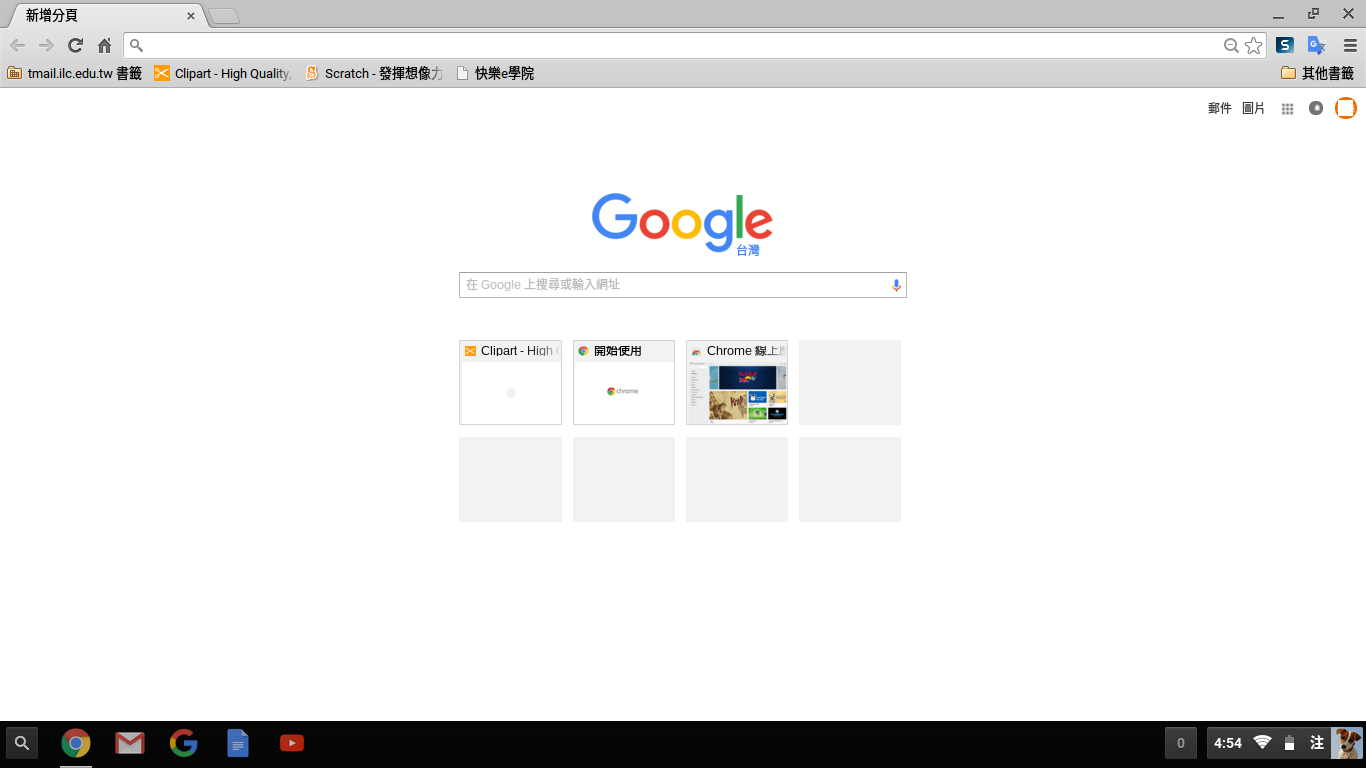 新增分頁
tmail.ilc.edu.tw 書籤 Clipart - High Quality, Scratch - 發揮想像力 快樂e學院 其他書籤
郵件 圖片
Google
台灣
在 Google 上搜尋或輸入網址
Clipart - High 開始使用 Chrome 線上
chrome
0 4:54 注